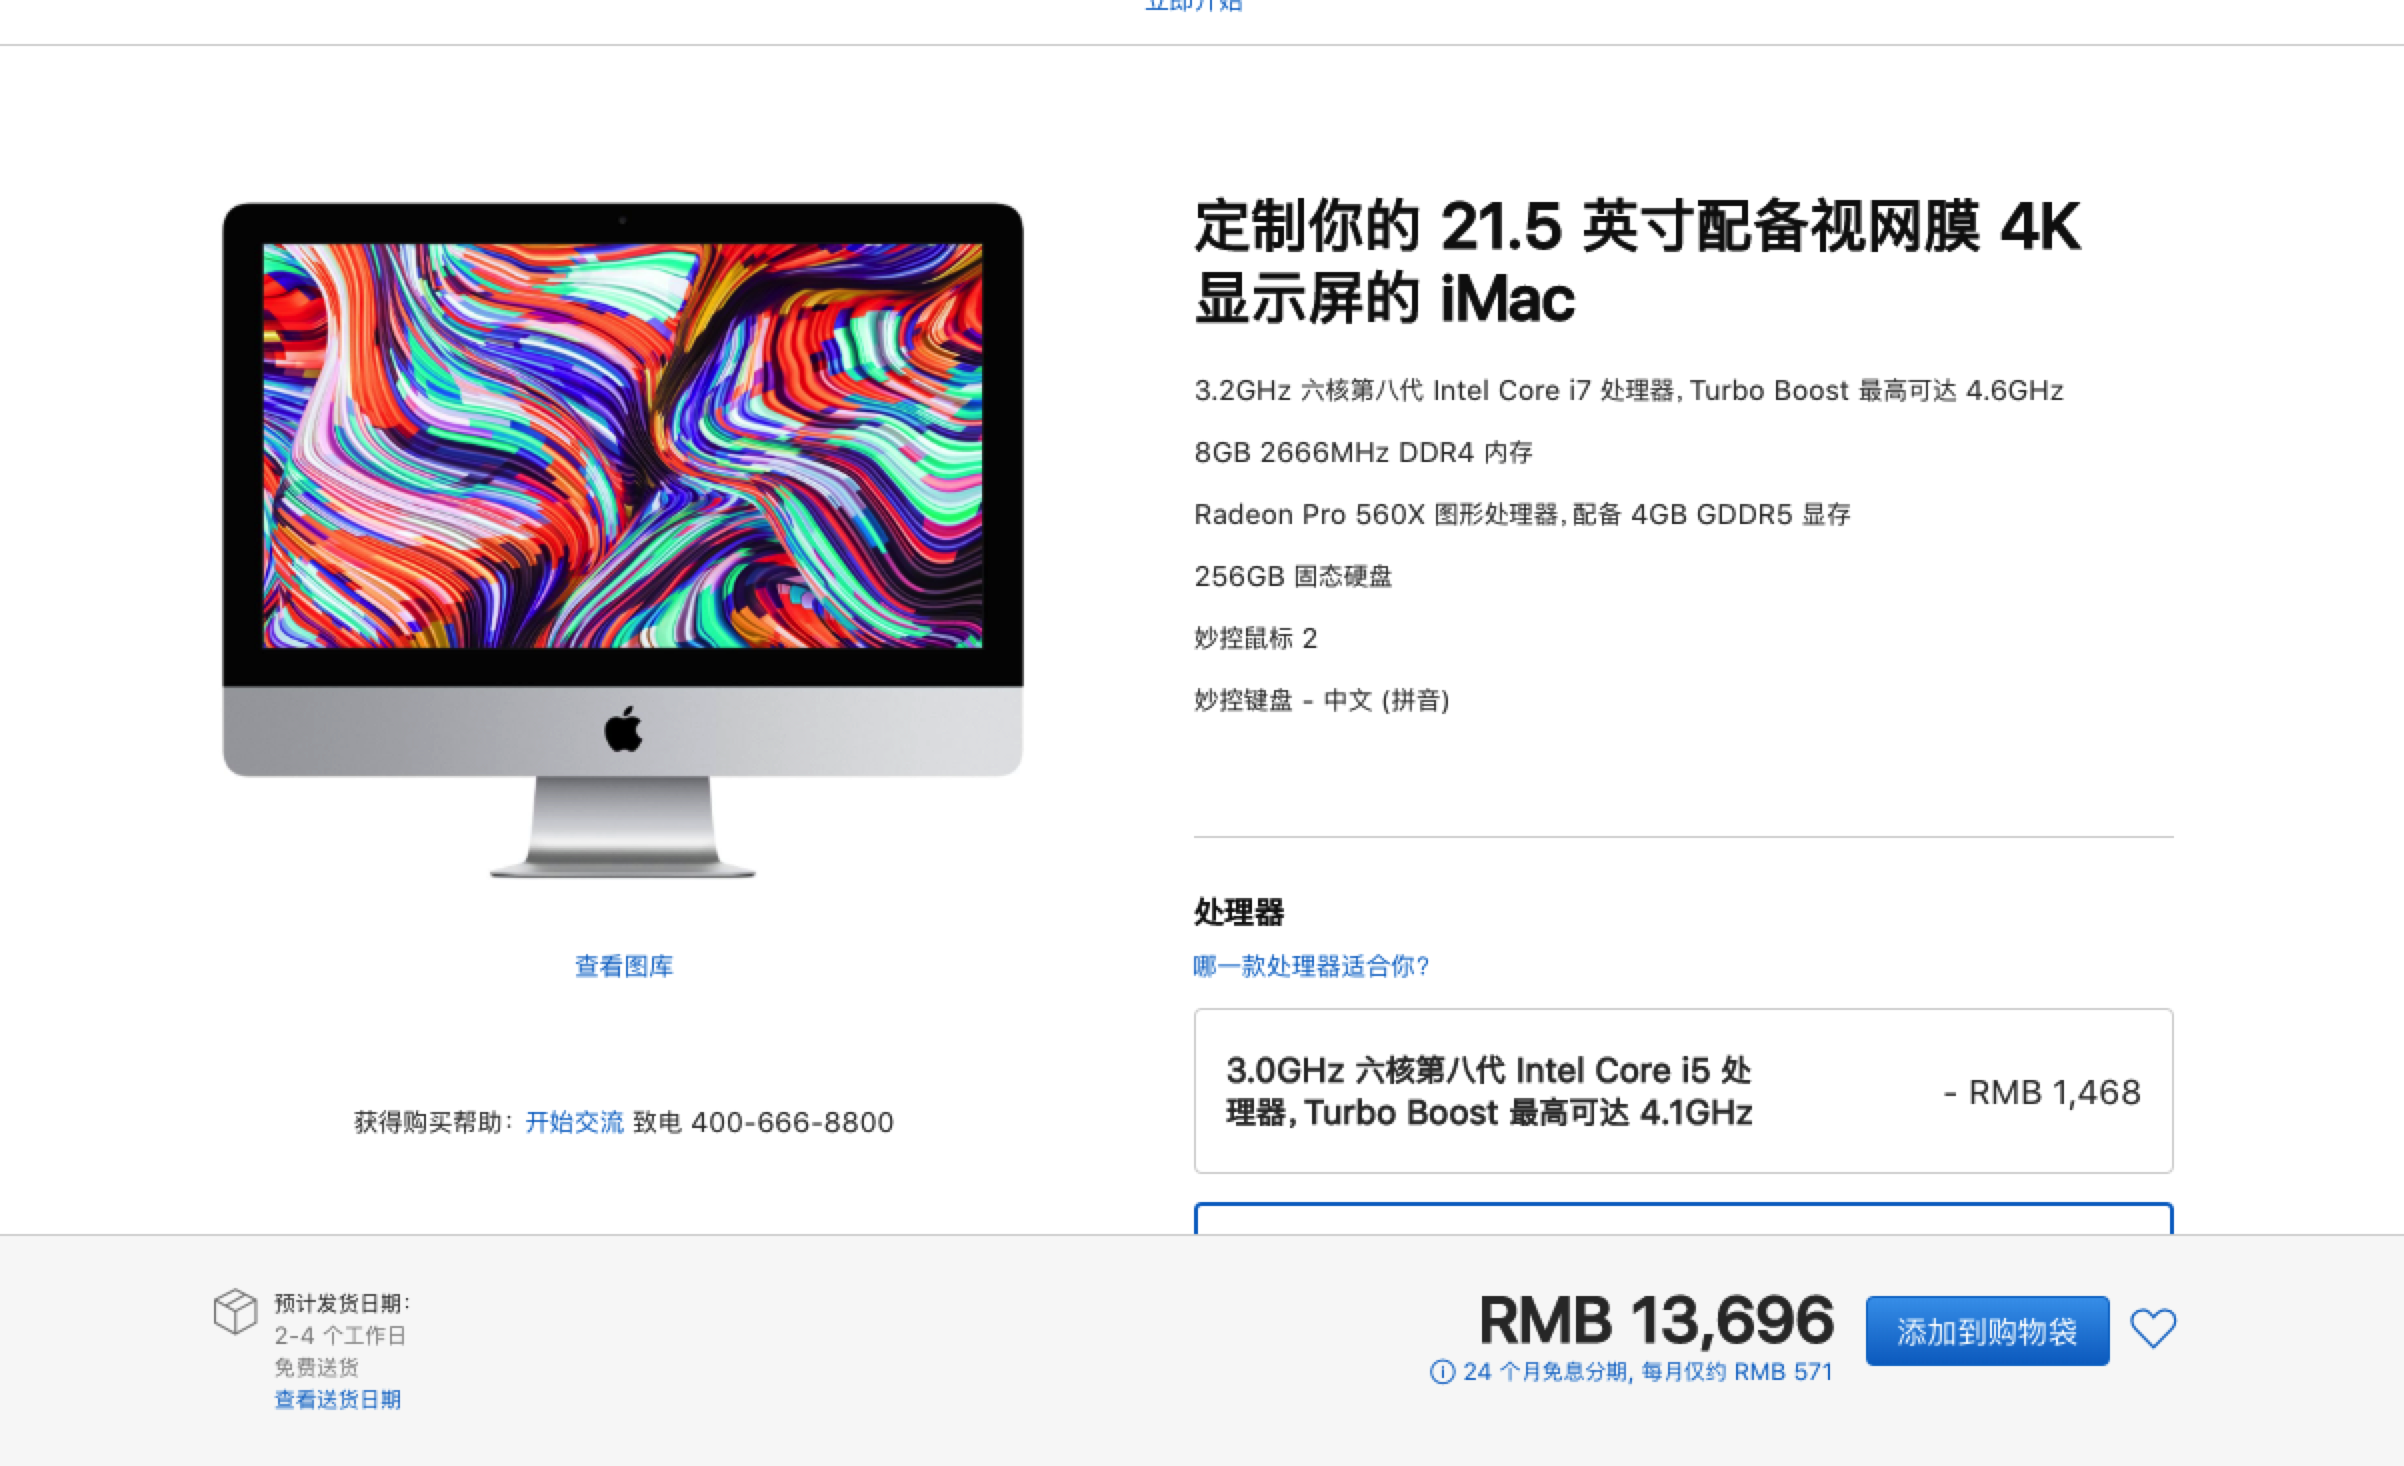 立即开始
定制你的 21.5 英寸配备视网膜 4K
显示屏的 iMac
3.2GHz 六核第八代 Intel Core i7 处理器, Turbo Boost 最高可达 4.6GHz
8GB 2666MHz DDR4 内存
Radeon Pro 560X 图形处理器, 配备 4GB GDDR5 显存
256GB 固态硬盘
妙控鼠标 2
妙控键盘 - 中文 (拼音)
处理器
查看图库
哪一款处理器适合你?
3.0GHz 六核第八代 Intel Core i5 处
理器, Turbo Boost 最高可达 4.1GHz
- RMB 1,468
获得购买帮助: 开始交流 致电 400-666-8800
预计发货日期:
2-4 个工作日
免费送货
查看送货日期
RMB 13,696
24 个月免息分期, 每月仅约 RMB 571
添加到购物袋